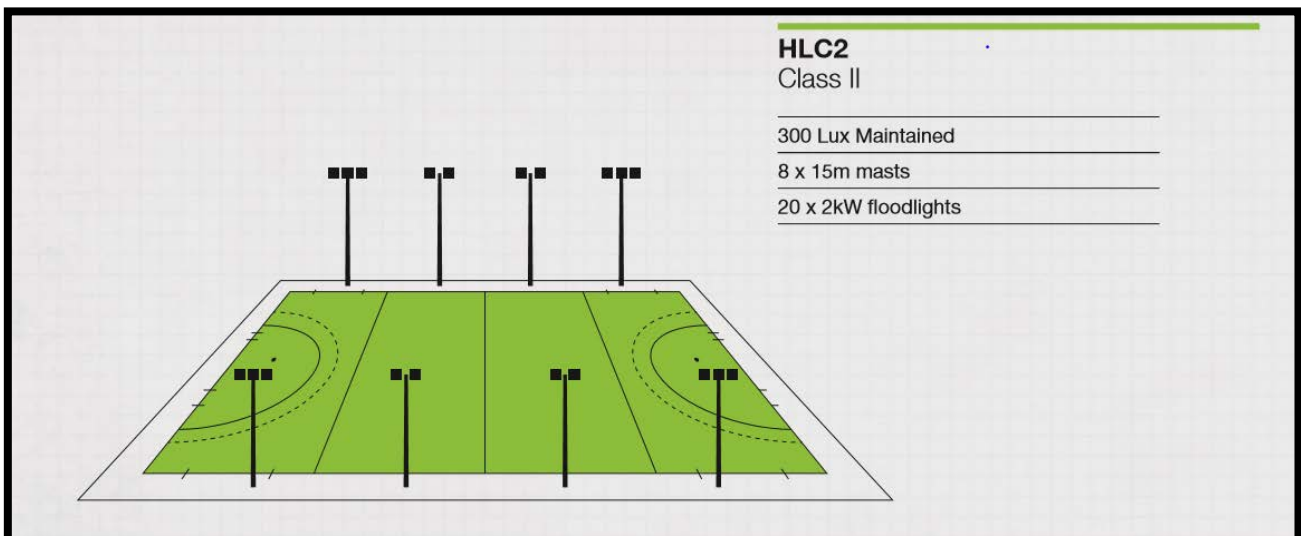 HLC2
Class II
300 Lux Maintained
8 x 15m masts
20 x 2kW floodlights